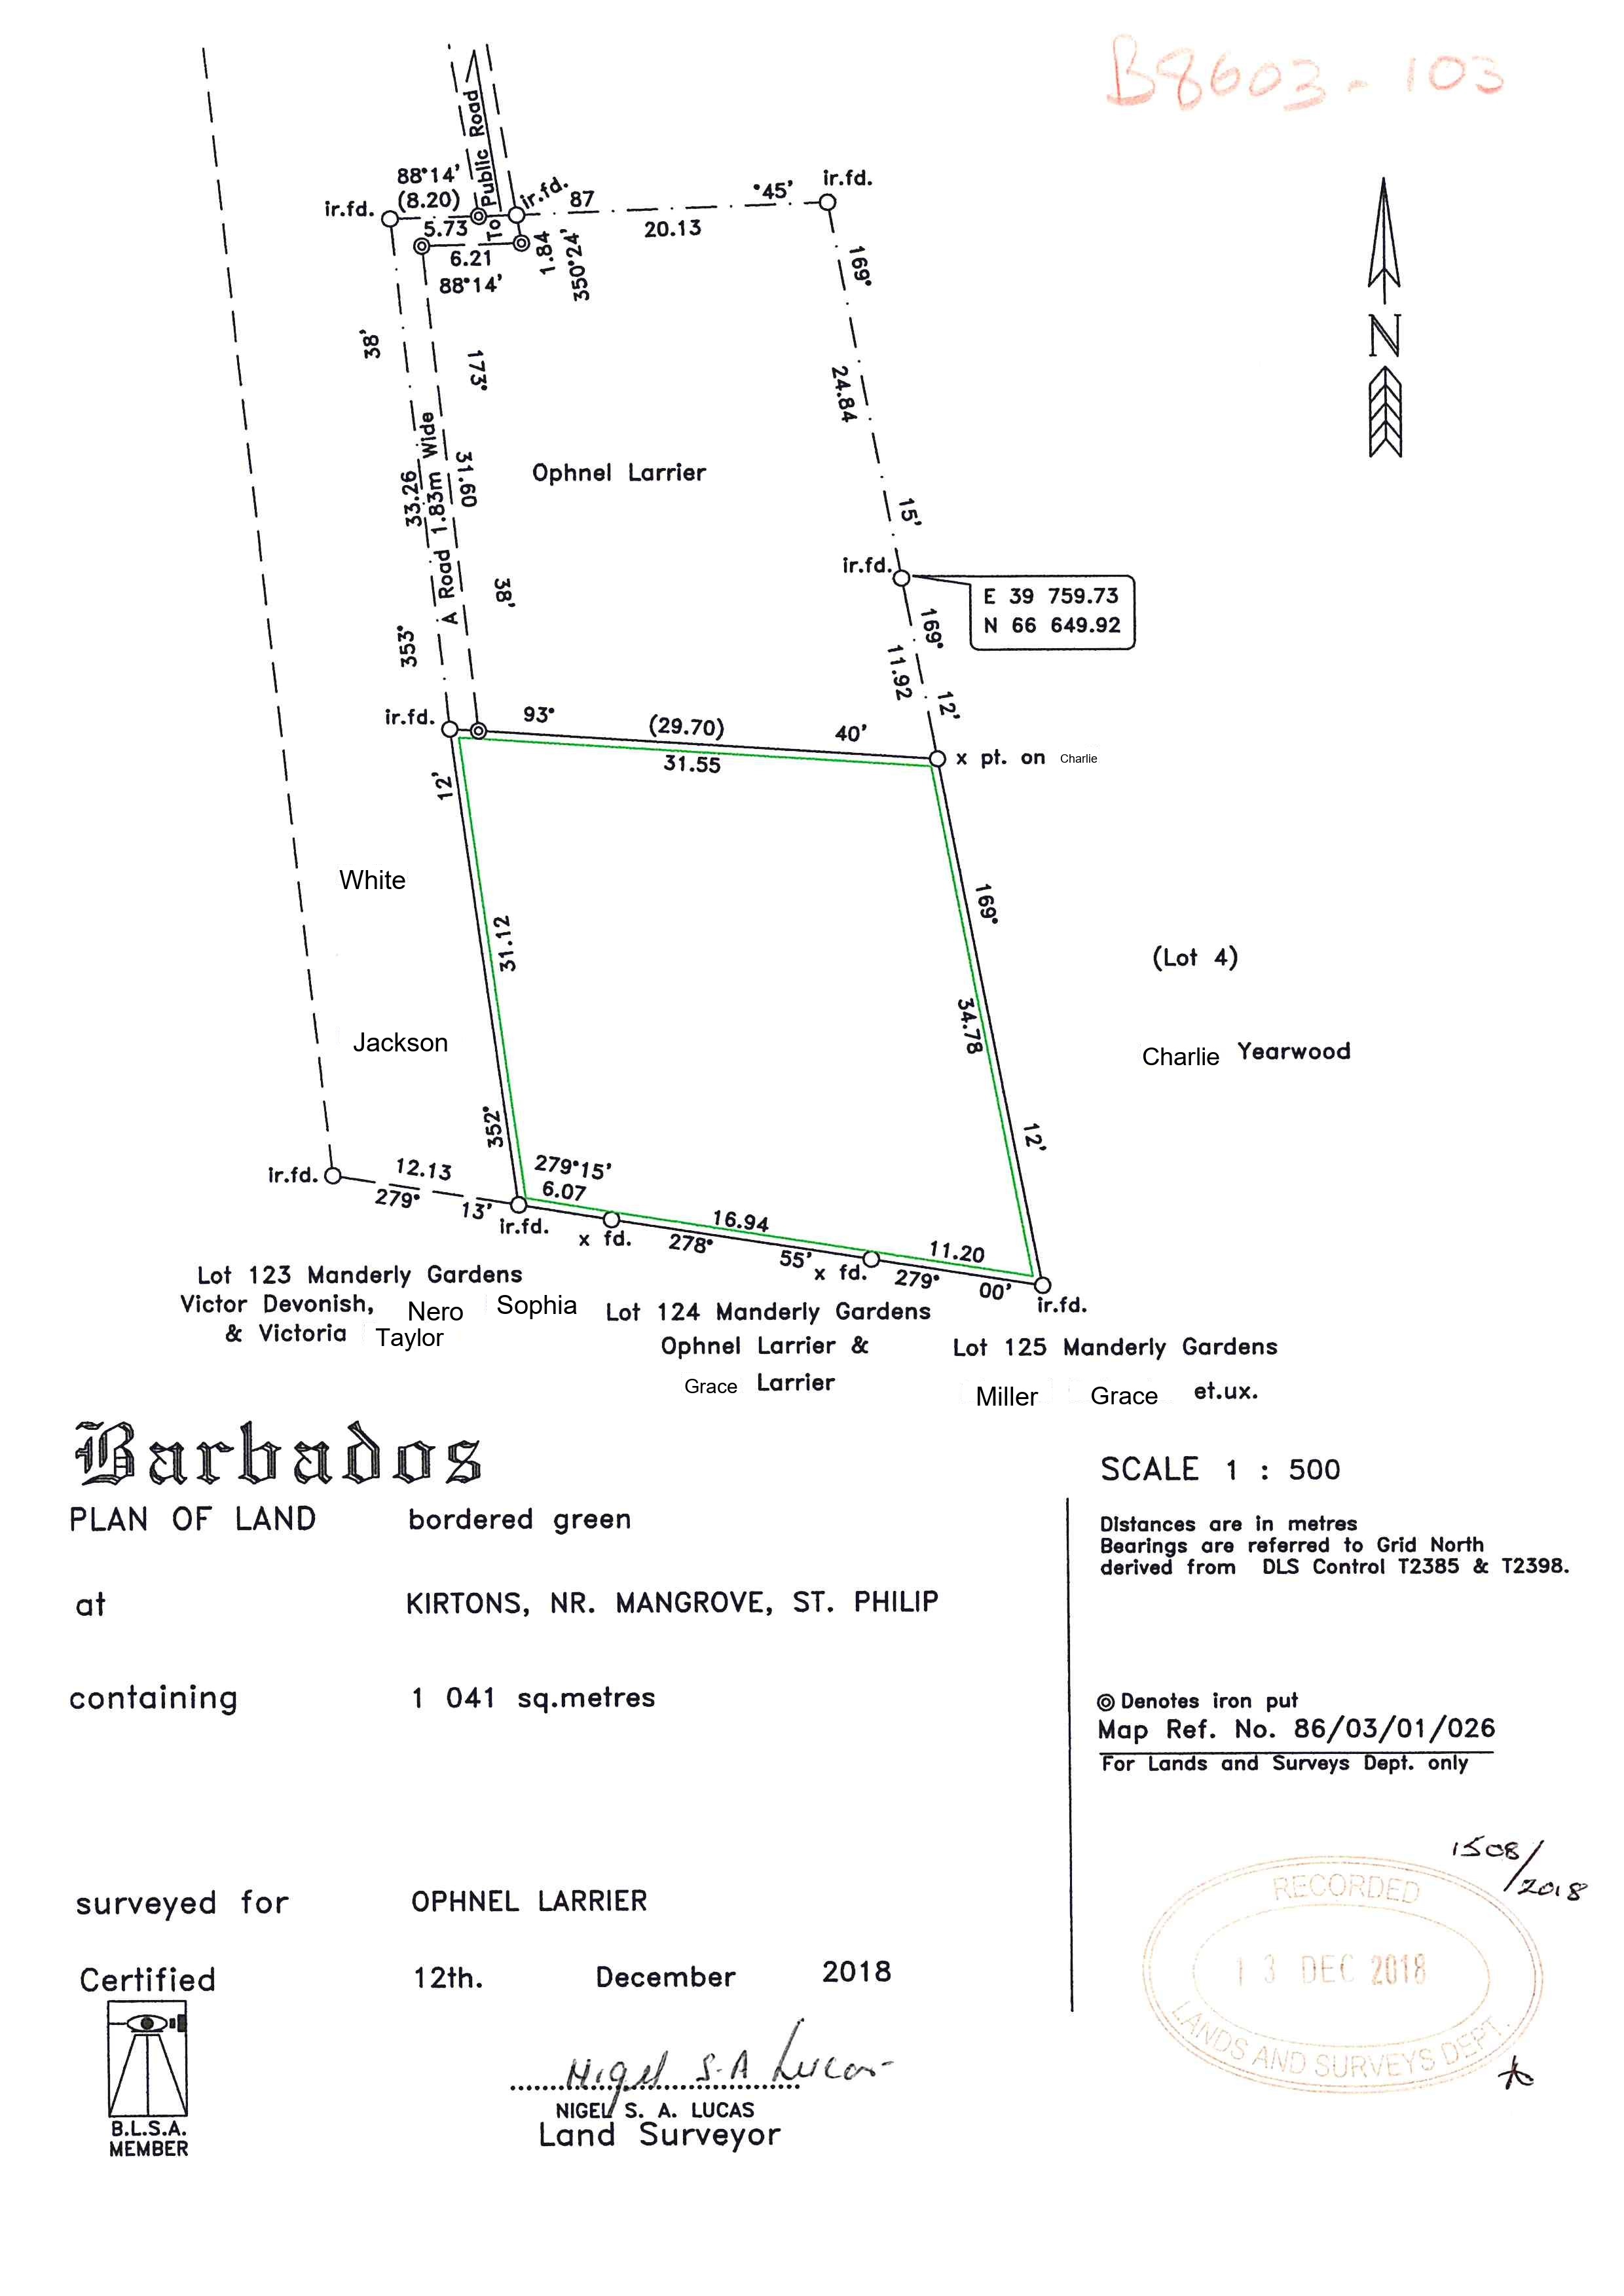 B8603-103
88°14'
(8.20)
To Public Road
ir.fd.
ir.fd.
87 °45'
ir.fd.
5.73
20.13
6.21
88°14'
1.84
350°24'
169°
38'
173°
24.84
A Road 1.83m Wide
33.26
31.60
Ophnel Larrier
15'
ir.fd.
E 39 759.73
N 66 649.92
38'
353°
169°
11.92
12'
ir.fd.
93° (29.70) 40'
31.55
x pt. on Charlie
12'
White
169°
31.12
(Lot 4)
34.78
Jackson
Charlie Yearwood
352°
12'
ir.fd.
12.13
279° 13'
279°15'
6.07
ir.fd.
x fd.
16.94
278° 55'
x fd.
11.20
279° 00'
ir.fd.
Lot 123 Manderly Gardens
Victor Devonish, Nero Sophia
& Victoria Taylor
Lot 124 Manderly Gardens
Ophnel Larrier &
Grace Larrier
Lot 125 Manderly Gardens
Miller Grace et.ux.
N
Barbados
PLAN OF LAND bordered green
at KIRTONS, NR. MANGROVE, ST. PHILIP
containing 1 041 sq.metres
surveyed for OPHNEL LARRIER
Certified 12th. December 2018
B.L.S.A.
MEMBER
Nigel S.A Lucas
NIGEL S. A. LUCAS
Land Surveyor
SCALE 1 : 500
Distances are in metres
Bearings are referred to Grid North
derived from DLS Control T2385 & T2398.
Denotes iron put
Map Ref. No. 86/03/01/026
For Lands and Surveys Dept. only
1508/2018
RECORDED
13 DEC 2018
LANDS AND SURVEYS DEPT.